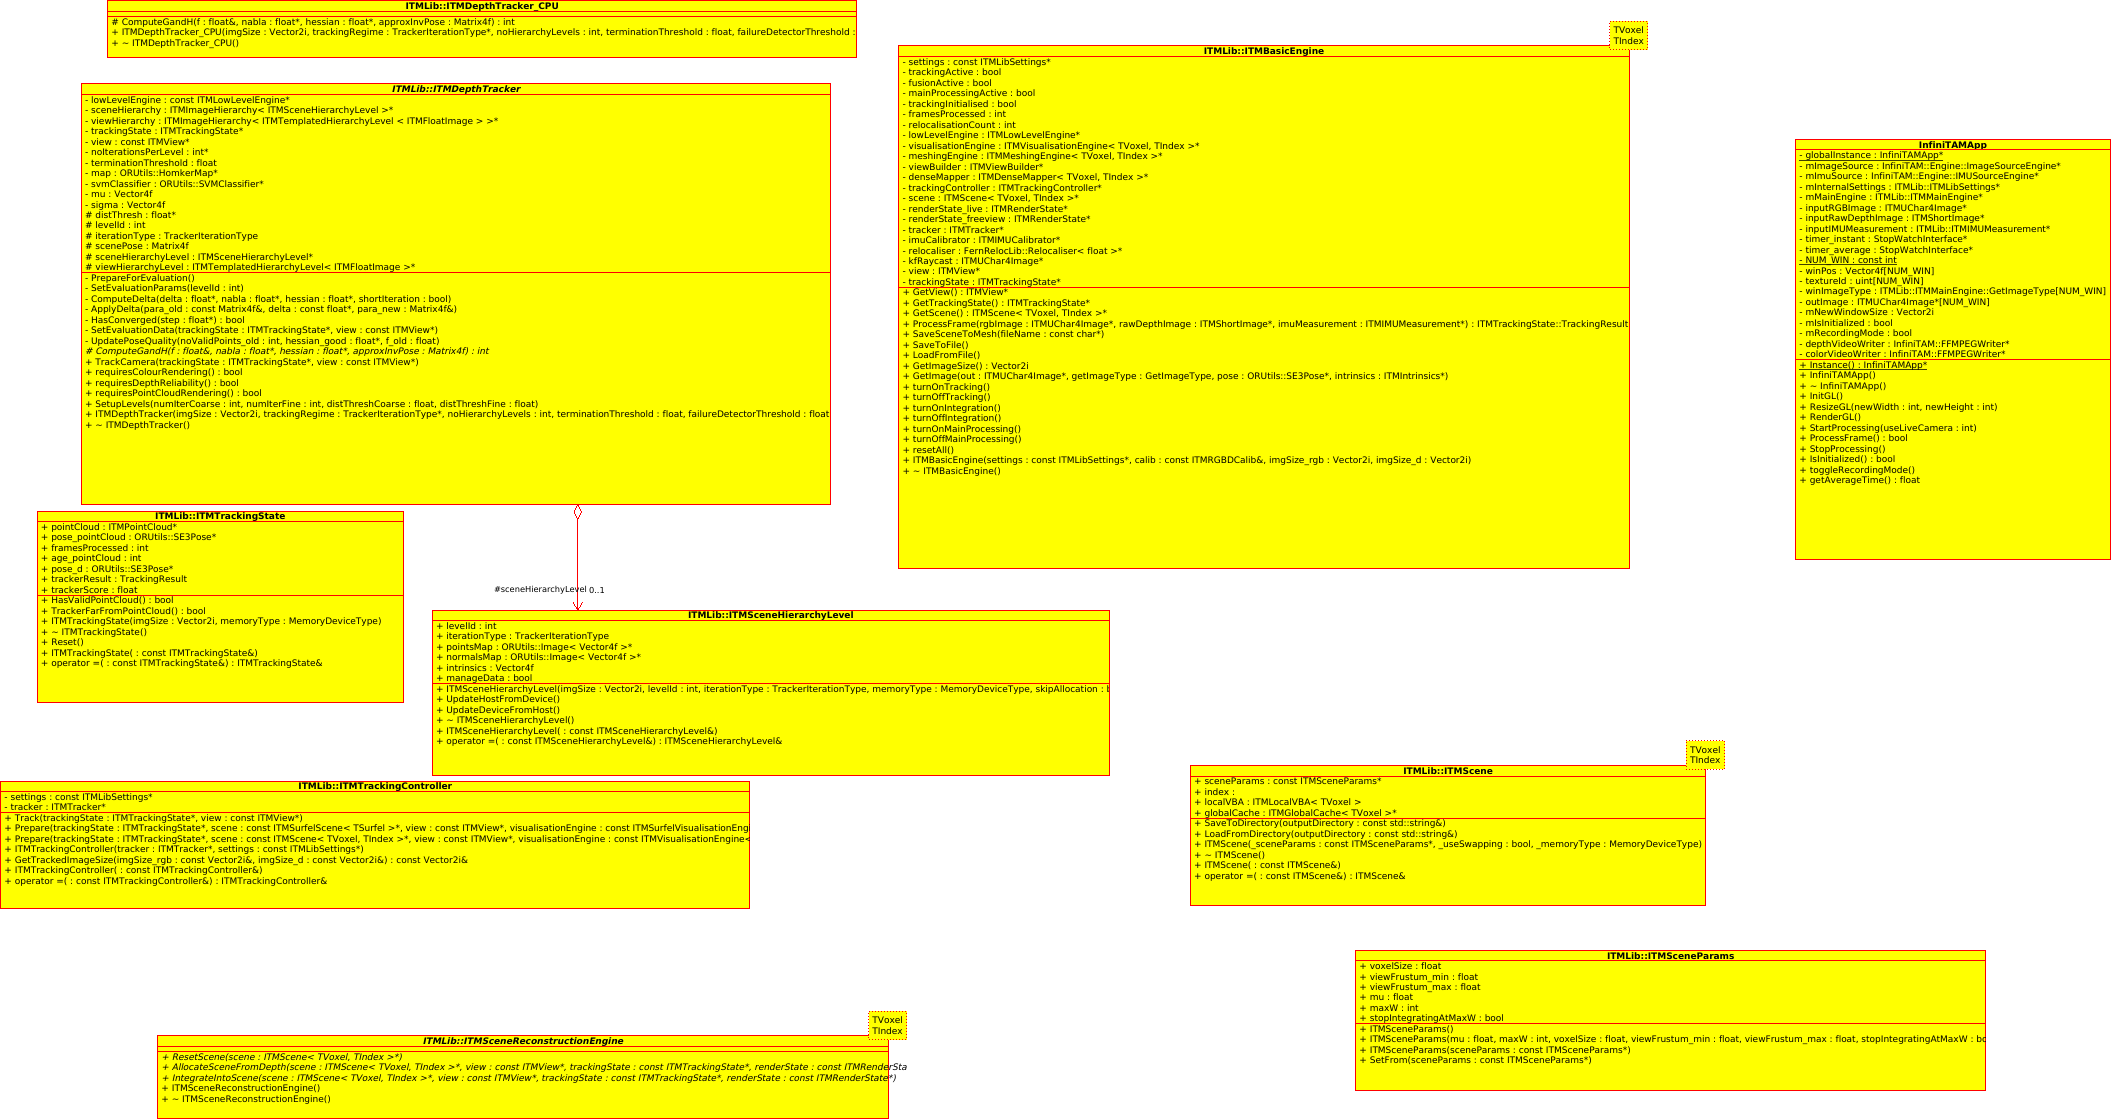 ITMLib::ITMDepthTracker_CPU
# ComputeGandH(f : float&, nabla : float*, hessian : float*, approxInvPose : Matrix4f) : int
+ ITMDepthTracker_CPU(imgSize : Vector2i, trackingRegime : TrackerIterationType*, noHierarchyLevels : int, terminationThreshold : float, failureDetectorThreshold :
+ ~ ITMDepthTracker_CPU()
ITMLib::ITMDepthTracker
- lowLevelEngine : const ITMLowLevelEngine*
- sceneHierarchy : ITMImageHierarchy< ITMSceneHierarchyLevel >*
- viewHierarchy : ITMImageHierarchy< ITMTemplatedHierarchyLevel < ITMFloatImage > >*
- trackingState : ITMTrackingState*
- view : const ITMView*
- noIterationsPerLevel : int*
- terminationThreshold : float
- map : ORUtils::HomkerMap*
- svmClassifier : ORUtils::SVMClassifier*
- mu : Vector4f
- sigma : Vector4f
# distThresh : float*
# levelId : int
# iterationType : TrackerIterationType
# scenePose : Matrix4f
# sceneHierarchyLevel : ITMSceneHierarchyLevel*
# viewHierarchyLevel : ITMTemplatedHierarchyLevel< ITMFloatImage >*
- PrepareForEvaluation()
- SetEvaluationParams(levelId : int)
- ComputeDelta(delta : float*, nabla : float*, hessian : float*, shortIteration : bool)
- ApplyDelta(para_old : const Matrix4f&, delta : const float*, para_new : Matrix4f&)
- HasConverged(step : float*) : bool
- SetEvaluationData(trackingState : ITMTrackingState*, view : const ITMView*)
- UpdatePoseQuality(noValidPoints_old : int, hessian_good : float*, f_old : float)
# ComputeGandH(f : float&, nabla : float*, hessian : float*, approxInvPose : Matrix4f) : int
+ TrackCamera(trackingState : ITMTrackingState*, view : const ITMView*)
+ requiresColourRendering() : bool
+ requiresDepthReliability() : bool
+ requiresPointCloudRendering() : bool
+ SetupLevels(numIterCoarse : int, numIterFine : int, distThreshCoarse : float, distThreshFine : float)
+ ITMDepthTracker(imgSize : Vector2i, trackingRegime : TrackerIterationType*, noHierarchyLevels : int, terminationThreshold : float, failureDetectorThreshold : float
+ ~ ITMDepthTracker()
TVoxel
TIndex
ITMLib::ITMBasicEngine
- settings : const ITMLibSettings*
- trackingActive : bool
- fusionActive : bool
- mainProcessingActive : bool
- trackingInitialised : bool
- framesProcessed : int
- relocalisationCount : int
- lowLevelEngine : ITMLowLevelEngine*
- visualisationEngine : ITMVisualisationEngine< TVoxel, TIndex >*
- meshingEngine : ITMMeshingEngine< TVoxel, TIndex >*
- viewBuilder : ITMViewBuilder*
- denseMapper : ITMDenseMapper< TVoxel, TIndex >*
- trackingController : ITMTrackingController*
- scene : ITMScene< TVoxel, TIndex >*
- renderState_live : ITMRenderState*
- renderState_freeview : ITMRenderState*
- tracker : ITMTracker*
- imuCalibrator : ITMIMUCalibrator*
- relocaliser : FernRelocLib::Relocaliser< float >*
- kfRaycast : ITMUChar4Image*
- view : ITMView*
- trackingState : ITMTrackingState*
+ GetView() : ITMView*
+ GetTrackingState() : ITMTrackingState*
+ GetScene() : ITMScene< TVoxel, TIndex >*
+ ProcessFrame(rgbImage : ITMUChar4Image*, rawDepthImage : ITMShortImage*, imuMeasurement : ITMIMUMeasurement*) : ITMTrackingState::TrackingResult
+ SaveSceneToMesh(fileName : const char*)
+ SaveToFile()
+ LoadFromFile()
+ GetImageSize() : Vector2i
+ GetImage(out : ITMUChar4Image*, getImageType : GetImageType, pose : ORUtils::SE3Pose*, intrinsics : ITMIntrinsics*)
+ turnOnTracking()
+ turnOffTracking()
+ turnOnIntegration()
+ turnOffIntegration()
+ turnOnMainProcessing()
+ turnOffMainProcessing()
+ resetAll()
+ ITMBasicEngine(settings : const ITMLibSettings*, calib : const ITMRGBDCalib&, imgSize_rgb : Vector2i, imgSize_d : Vector2i)
+ ~ ITMBasicEngine()
InfiniTAMApp
- globalInstance : InfiniTAMApp*
- mImageSource : InfiniTAM::Engine::ImageSourceEngine*
- mImuSource : InfiniTAM::Engine::IMUSourceEngine*
- mInternalSettings : ITMLib::ITMLibSettings*
- mMainEngine : ITMLib::ITMMainEngine*
- inputRGBImage : ITMUChar4Image*
- inputRawDepthImage : ITMShortImage*
- inputIMUMeasurement : ITMLib::ITMIMUMeasurement*
- timer_instant : StopWatchInterface*
- timer_average : StopWatchInterface*
- NUM_WIN : const int
- winPos : Vector4f[NUM_WIN]
- textureId : uint[NUM_WIN]
- winImageType : ITMLib::ITMMainEngine::GetImageType[NUM_WIN]
- outImage : ITMUChar4Image*[NUM_WIN]
- mNewWindowSize : Vector2i
- mIsInitialized : bool
- mRecordingMode : bool
- depthVideoWriter : InfiniTAM::FFMPEGWriter*
- colorVideoWriter : InfiniTAM::FFMPEGWriter*
+ Instance() : InfiniTAMApp*
+ InfiniTAMApp()
+ ~ InfiniTAMApp()
+ InitGL()
+ ResizeGL(newWidth : int, newHeight : int)
+ RenderGL()
+ StartProcessing(useLiveCamera : int)
+ ProcessFrame() : bool
+ StopProcessing()
+ IsInitialized() : bool
+ toggleRecordingMode()
+ getAverageTime() : float
ITMLib::ITMTrackingState
+ pointCloud : ITMPointCloud*
+ pose_pointCloud : ORUtils::SE3Pose*
+ framesProcessed : int
+ age_pointCloud : int
+ pose_d : ORUtils::SE3Pose*
+ trackerResult : TrackingResult
+ trackerScore : float
+ HasValidPointCloud() : bool
+ TrackerFarFromPointCloud() : bool
+ ITMTrackingState(imgSize : Vector2i, memoryType : MemoryDeviceType)
+ ~ ITMTrackingState()
+ Reset()
+ ITMTrackingState( : const ITMTrackingState&)
+ operator =( : const ITMTrackingState&) : ITMTrackingState&
#sceneHierarchyLevel 0..1
ITMLib::ITMSceneHierarchyLevel
+ levelId : int
+ iterationType : TrackerIterationType
+ pointsMap : ORUtils::Image< Vector4f >*
+ normalsMap : ORUtils::Image< Vector4f >*
+ intrinsics : Vector4f
+ manageData : bool
+ ITMSceneHierarchyLevel(imgSize : Vector2i, levelId : int, iterationType : TrackerIterationType, memoryType : MemoryDeviceType, skipAllocation : b
+ UpdateHostFromDevice()
+ UpdateDeviceFromHost()
+ ~ ITMSceneHierarchyLevel()
+ ITMSceneHierarchyLevel( : const ITMSceneHierarchyLevel&)
+ operator =( : const ITMSceneHierarchyLevel&) : ITMSceneHierarchyLevel&
ITMLib::ITMTrackingController
- settings : const ITMLibSettings*
- tracker : ITMTracker*
+ Track(trackingState : ITMTrackingState*, view : const ITMView*)
+ Prepare(trackingState : ITMTrackingState*, scene : const ITMSurfelScene< TSurfel >*, view : const ITMView*, visualisationEngine : const ITMSurfelVisualisationEng
+ Prepare(trackingState : ITMTrackingState*, scene : const ITMScene< TVoxel, TIndex >*, view : const ITMView*, visualisationEngine : const ITMVisualisationEngine<
+ ITMTrackingController(tracker : ITMTracker*, settings : const ITMLibSettings*)
+ GetTrackedImageSize(imgSize_rgb : const Vector2i&, imgSize_d : const Vector2i&) : const Vector2i&
+ ITMTrackingController( : const ITMTrackingController&)
+ operator =( : const ITMTrackingController&) : ITMTrackingController&
TVoxel
TIndex
ITMLib::ITMScene
+ sceneParams : const ITMSceneParams*
+ index :
+ localVBA : ITMLocalVBA< TVoxel >
+ globalCache : ITMGlobalCache< TVoxel >*
+ SaveToDirectory(outputDirectory : const std::string&)
+ LoadFromDirectory(outputDirectory : const std::string&)
+ ITMScene(_sceneParams : const ITMSceneParams*, _useSwapping : bool, _memoryType : MemoryDeviceType)
+ ~ ITMScene()
+ ITMScene( : const ITMScene&)
+ operator =( : const ITMScene&) : ITMScene&
ITMLib::ITMSceneParams
+ voxelSize : float
+ viewFrustum_min : float
+ viewFrustum_max : float
+ mu : float
+ maxW : int
+ stopIntegratingAtMaxW : bool
+ ITMSceneParams()
+ ITMSceneParams(mu : float, maxW : int, voxelSize : float, viewFrustum_min : float, viewFrustum_max : float, stopIntegratingAtMaxW : bo
+ ITMSceneParams(sceneParams : const ITMSceneParams*)
+ SetFrom(sceneParams : const ITMSceneParams*)
TVoxel
TIndex
ITMLib::ITMSceneReconstructionEngine
+ ResetScene(scene : ITMScene< TVoxel, TIndex >*)
+ AllocateSceneFromDepth(scene : ITMScene< TVoxel, TIndex >*, view : const ITMView*, trackingState : const ITMTrackingState*, renderState : const ITMRenderSta
+ IntegrateIntoScene(scene : ITMScene< TVoxel, TIndex >*, view : const ITMView*, trackingState : const ITMTrackingState*, renderState : const ITMRenderState*)
+ ITMSceneReconstructionEngine()
+ ~ ITMSceneReconstructionEngine()